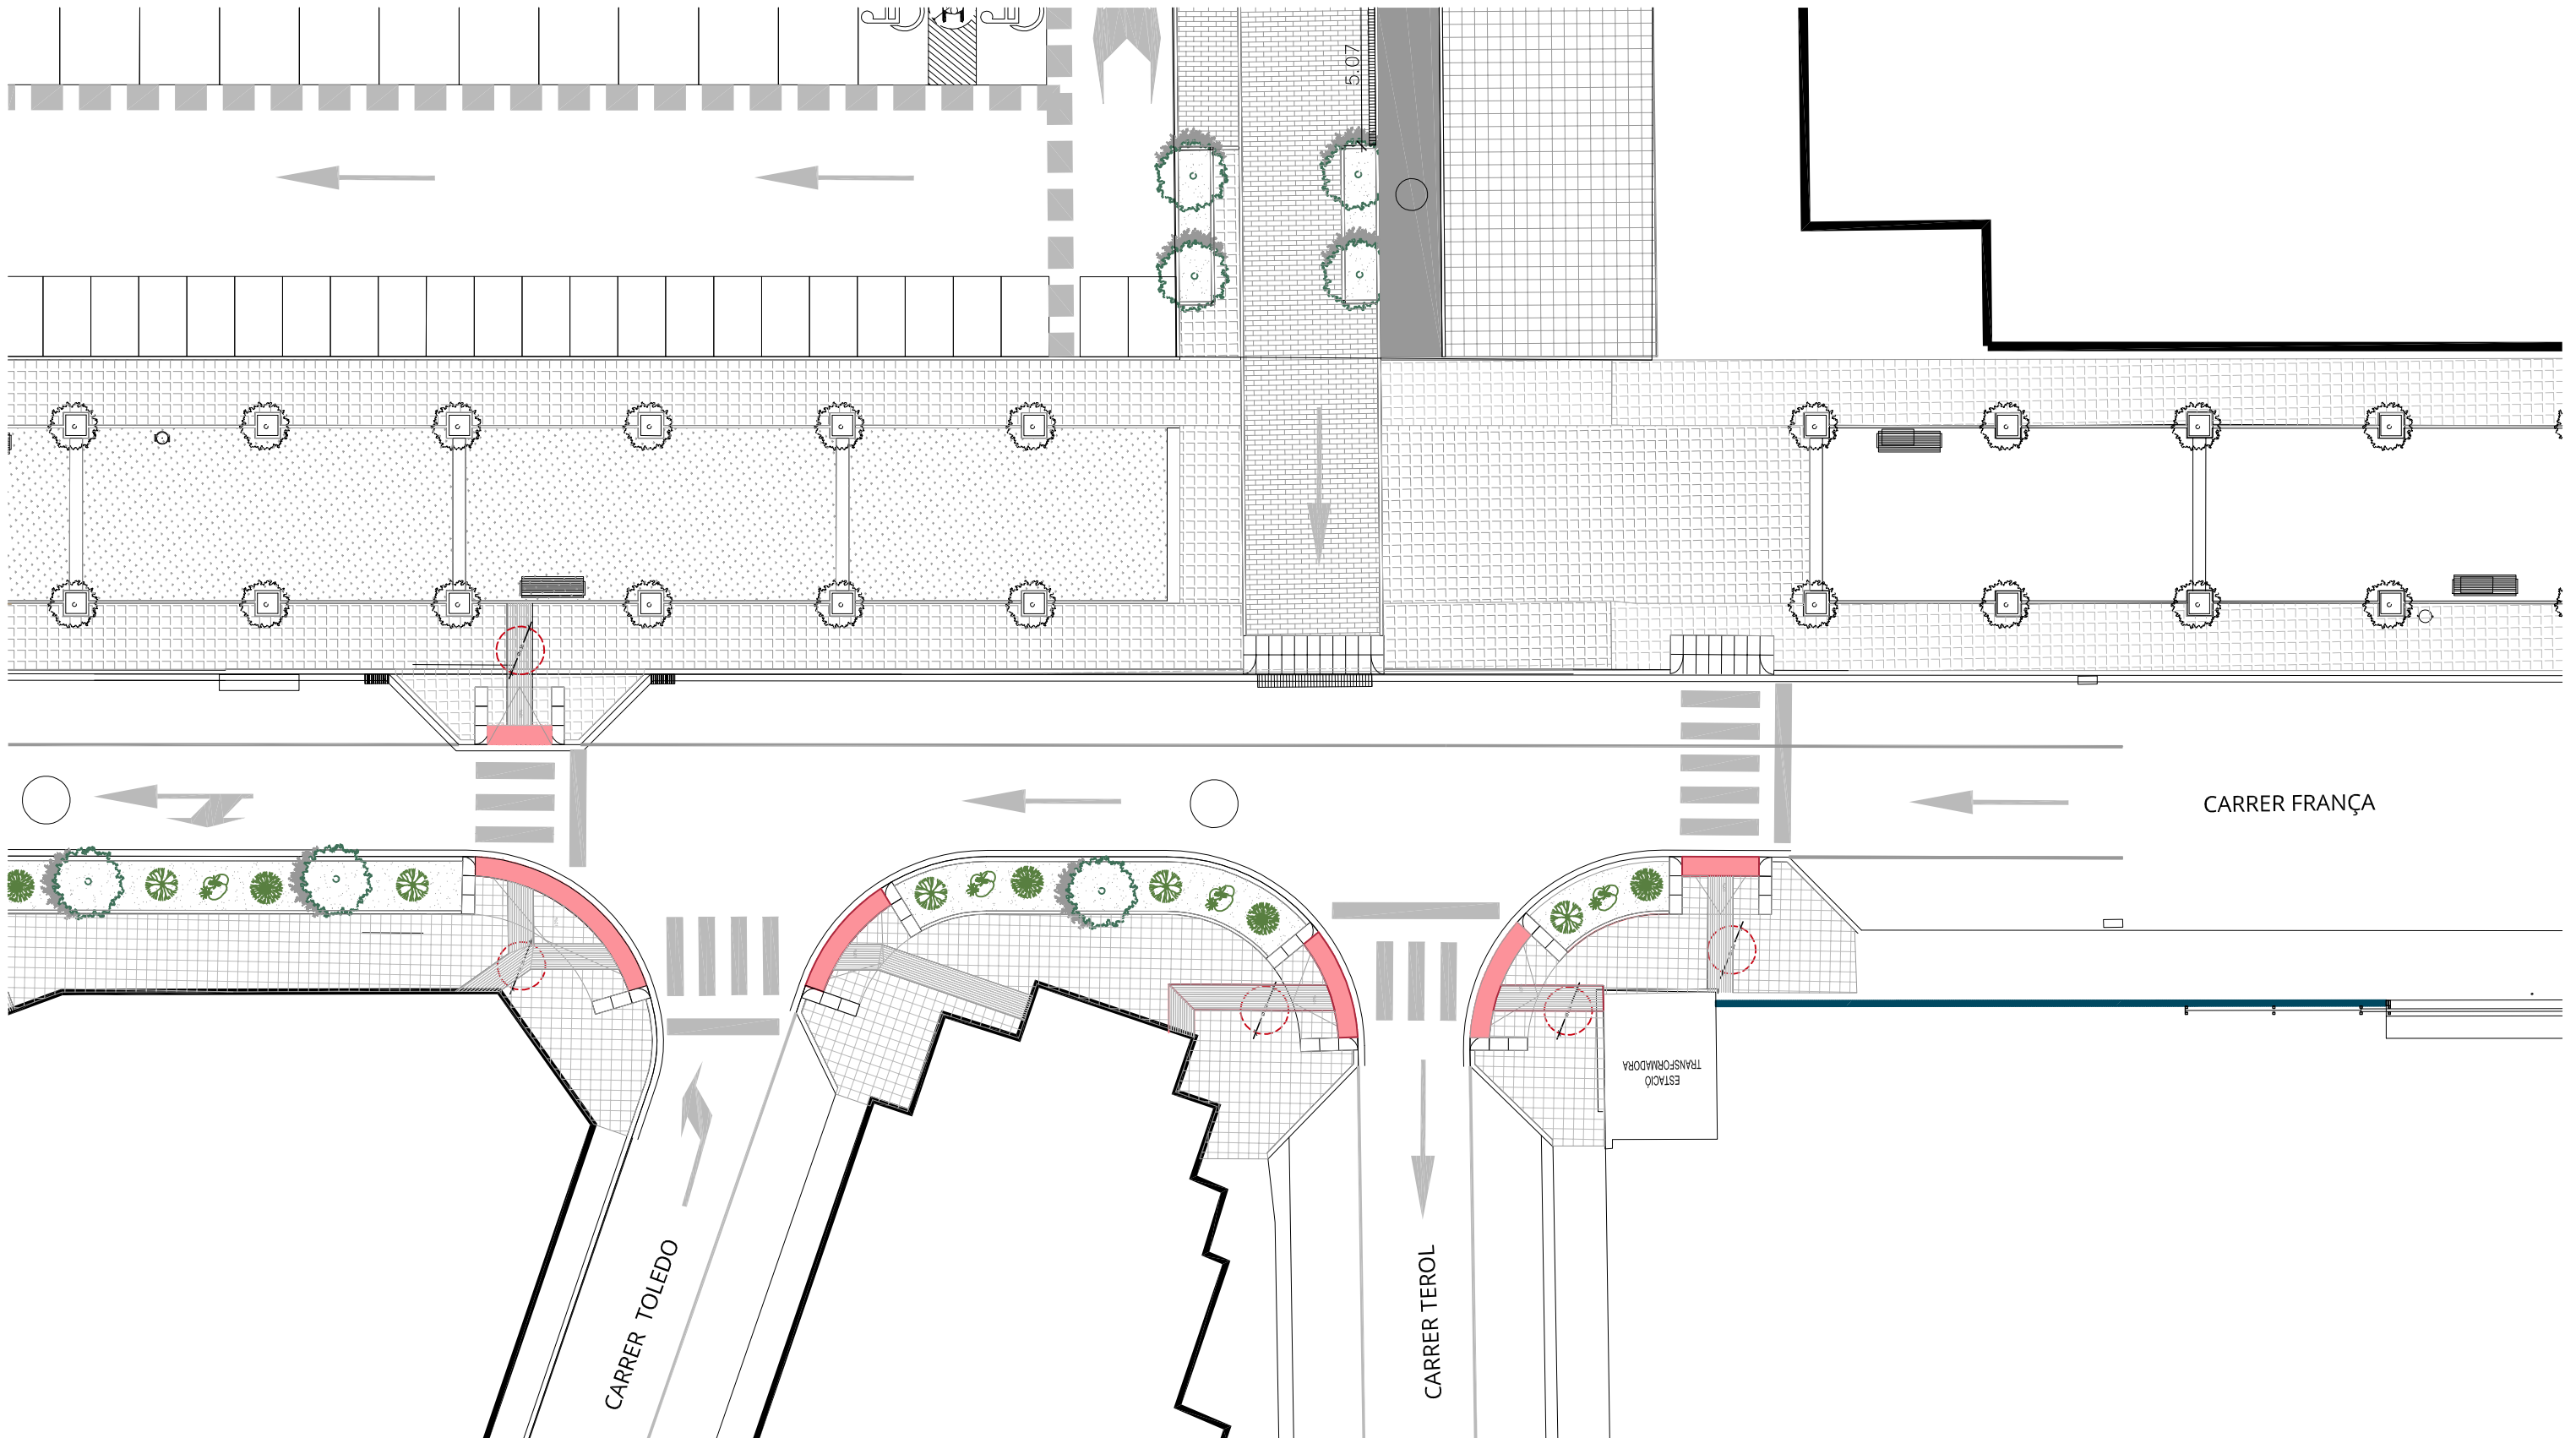 5.07
CARRER FRANÇA
ESTACIÓ
TRANSFORMADORA
CARRER TOLEDO
CARRER TEROL